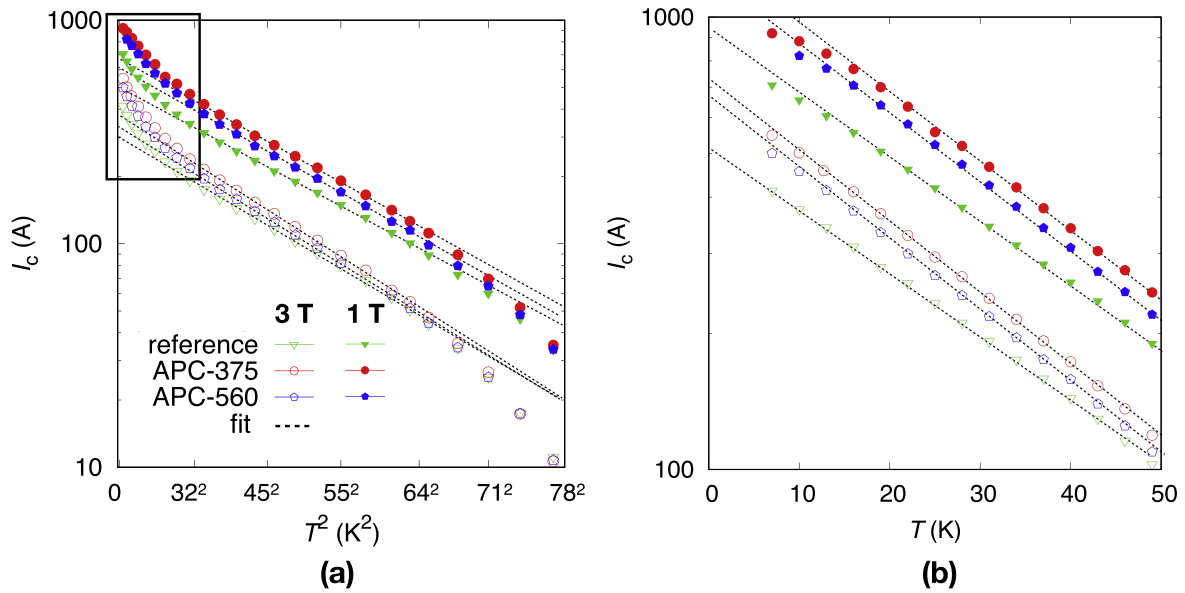 1000
100
10
I_c (A)
3 T 1 T
reference
APC-375
APC-560
fit
0 32² 45² 55² 64² 71² 78²
T² (K²)
(a)
1000
100
I_c (A)
0 10 20 30 40 50
T (K)
(b)